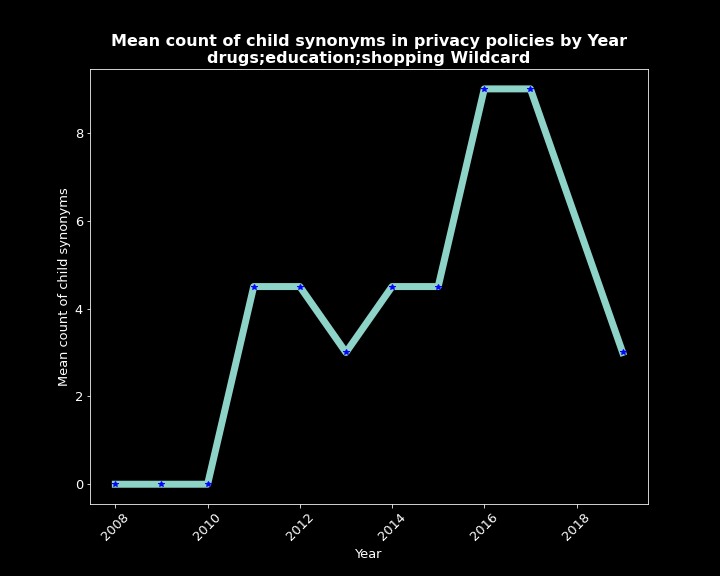 Mean count of child synonyms in privacy policies by Year
drugs;education;shopping Wildcard
Mean count of child synonyms
8
6
4
2
0
2008
2010
2012
2014
2016
2018
Year